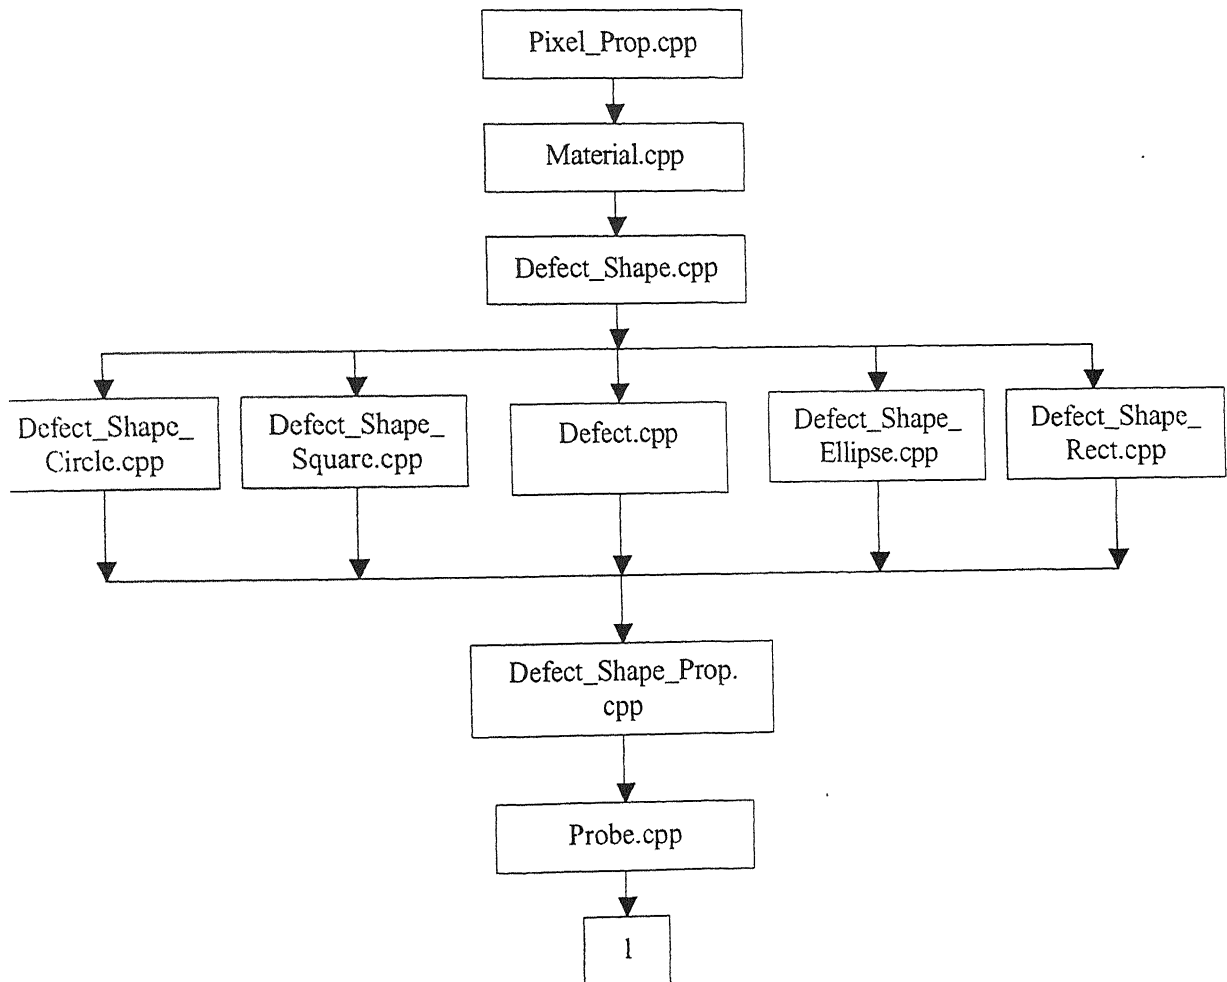 Pixel_Prop.cpp
Material.cpp
Defect_Shape.cpp
Defect_Shape_
Circle.cpp
Defect_Shape_
Square.cpp
Defect.cpp
Defect_Shape_
Ellipse.cpp
Defect_Shape_
Rect.cpp
Defect_Shape_Prop.
cpp
Probe.cpp
1